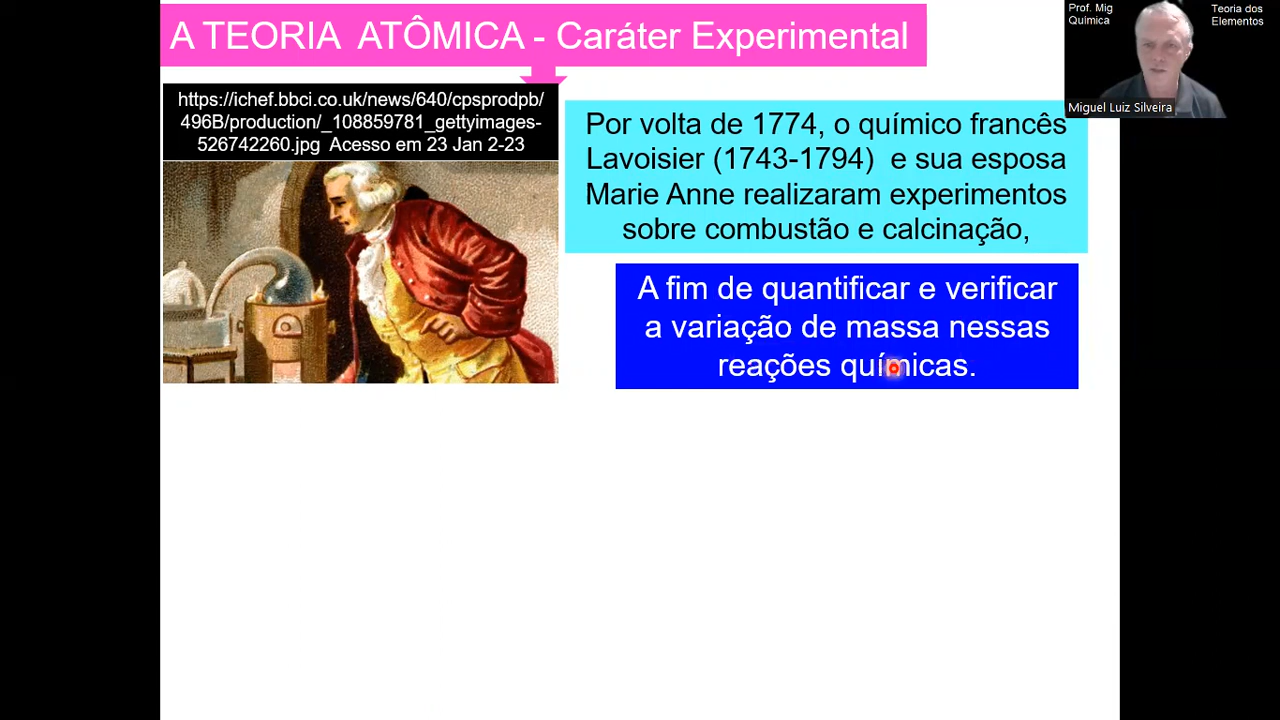 A TEORIA ATÔMICA - Caráter Experimental
https://ichef.bbci.co.uk/news/640/cpsprodpb/
496B/production/_108859781_gettyimages-
526742260.jpg Acesso em 23 Jan 2-23
Por volta de 1774, o químico francês
Lavoisier (1743-1794) e sua esposa
Marie Anne realizaram experimentos
sobre combustão e calcinação,
A fim de quantificar e verificar
a variação de massa nessas
reações químicas.
Prof. Mig
Química
Teoria dos
Elementos
Miguel Luiz Silveira